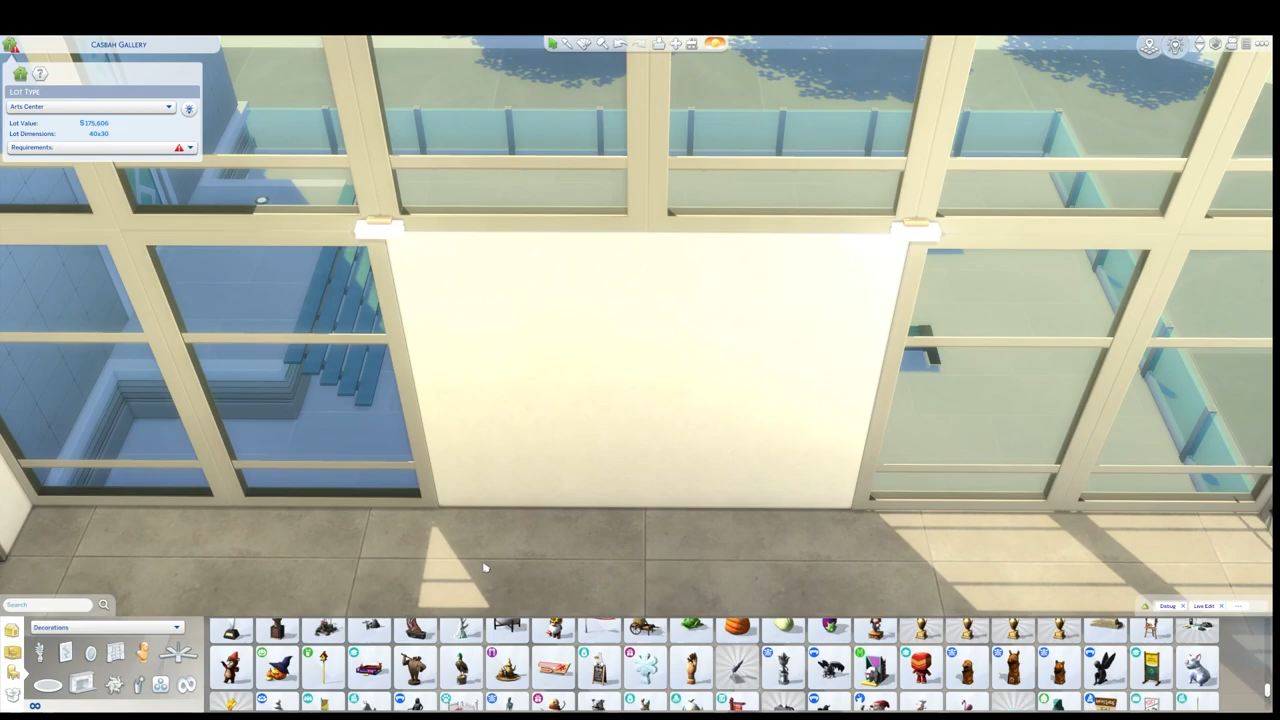 CASBAH GALLERY
LOT TYPE
Arts Center
Lot Value: §175,606
Lot Dimensions: 40x30
Requirements:
Debug
Live Edit
Search
Decorations